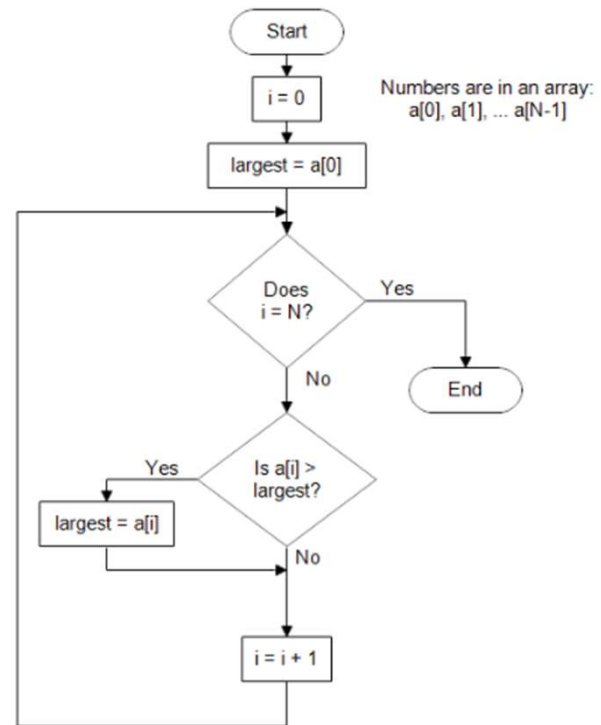 Start
i = 0
Numbers are in an array:
a[0], a[1], ... a[N-1]
largest = a[0]
Does
i = N?
Yes
No
End
Is a[i] >
largest?
Yes
largest = a[i]
No
i = i + 1